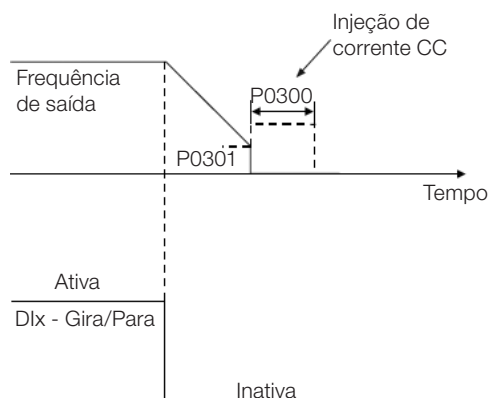 Injeção de
corrente CC
Frequência
de saída
P0300
P0301
Tempo
Ativa
DIx - Gira/Para
Inativa